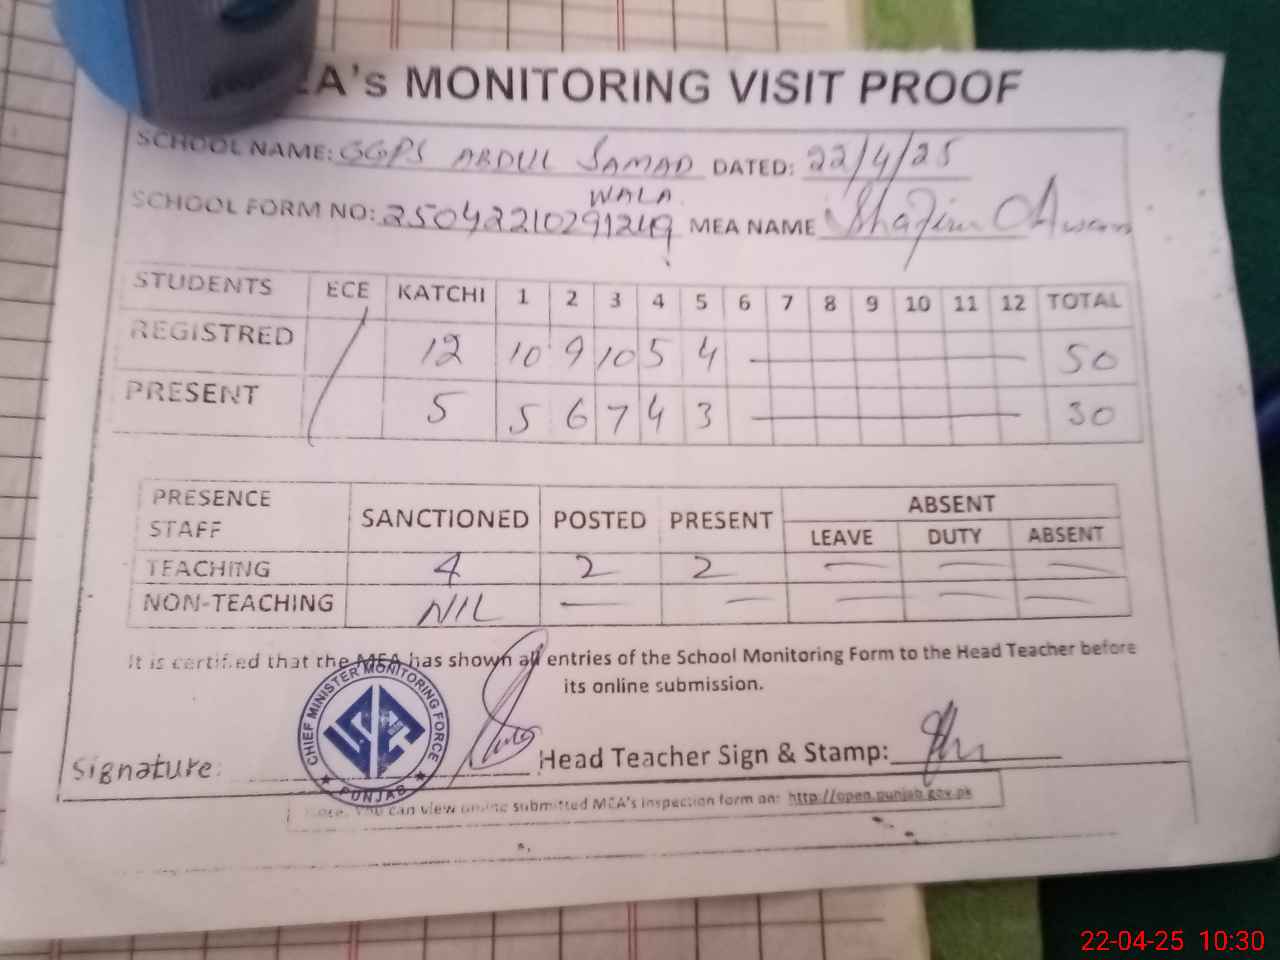 MEA's MONITORING VISIT PROOF
SCHOOL NAME: GGPS ABDUL SAMAD WALA DATED: 22/4/25
SCHOOL FORM NO: MEA NAME Awan
STUDENTS ECE KATCHI 1 2 3 4 5 6 7 8 9 10 11 12 TOTAL
REGISTRED 12 10 9 10 5 4 50
PRESENT 5 5 6 7 4 3 30
PRESENCE STAFF SANCTIONED POSTED PRESENT ABSENT
LEAVE DUTY ABSENT
TEACHING 4 2 2 — — —
NON-TEACHING NIL — — — — —
It is certified that the MEA has shown all entries of the School Monitoring Form to the Head Teacher before
its online submission.
CHIEF MINISTER MONITORING FORCE
PUNJAB
Signature: Head Teacher Sign & Stamp:
Note: You can view online submitted MEA's inspection form on: http://open.punjab.gov.pk
22-04-25 10:30